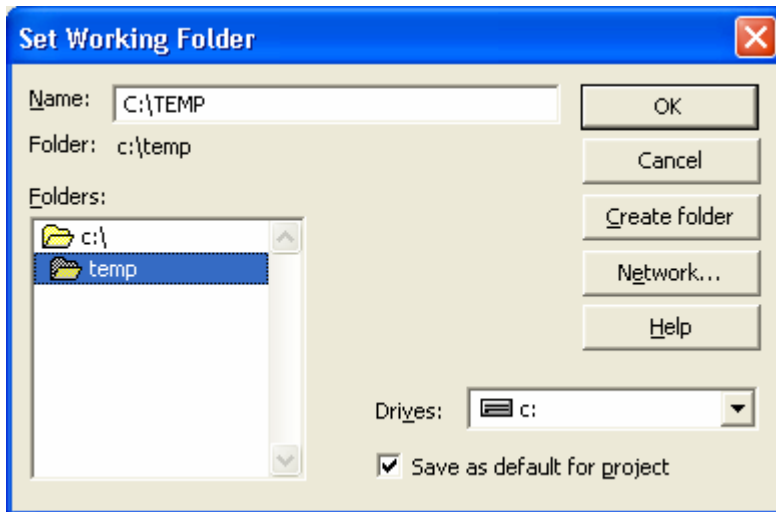 Set Working Folder
Name: C:\TEMP
OK
Folder: c:\temp
Cancel
Folders:
Create folder
c:\
temp
Network...
Help
Drives: c:
Save as default for project